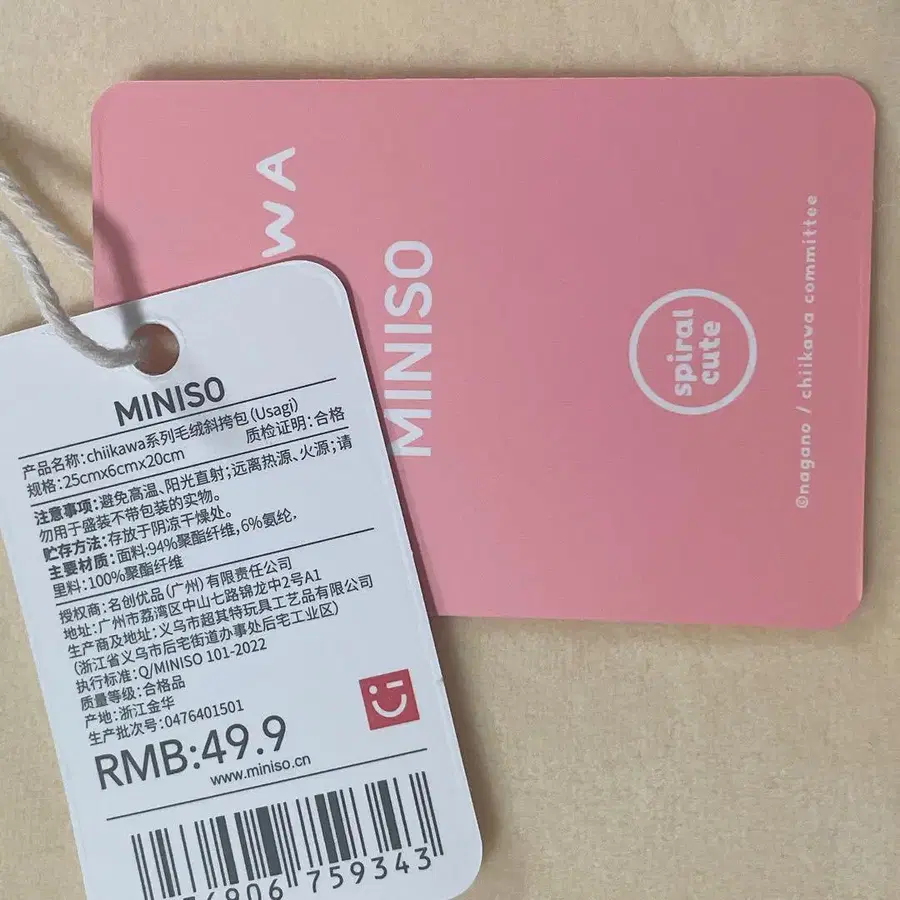 MINISO
产品名称:chiikawa系列毛绒斜挎包(Usagi)
规格:25cmx6cmx20cm 质检证明:合格
注意事项:避免高温、阳光直射;远离热源、火源;请
勿用于盛装不带包装的实物。
贮存方法:存放于阴凉干燥处。
主要材质:面料:94%聚酯纤维,6%氨纶,
里料:100%聚酯纤维
授权商:名创优品(广州)有限责任公司
地址:广州市荔湾区中山七路锦龙中2号A1
生产商及地址:义乌市超其特玩具工艺品有限公司
(浙江省义乌市后宅街道办事处后宅工业区)
执行标准:Q/MINISO 101-2022
质量等级:合格品
产地:浙江金华
生产批次号:0476401501
RMB:49.9
www.miniso.cn
759343
WA
MINISO
spiral
cute
©nagano / chiikawa committee